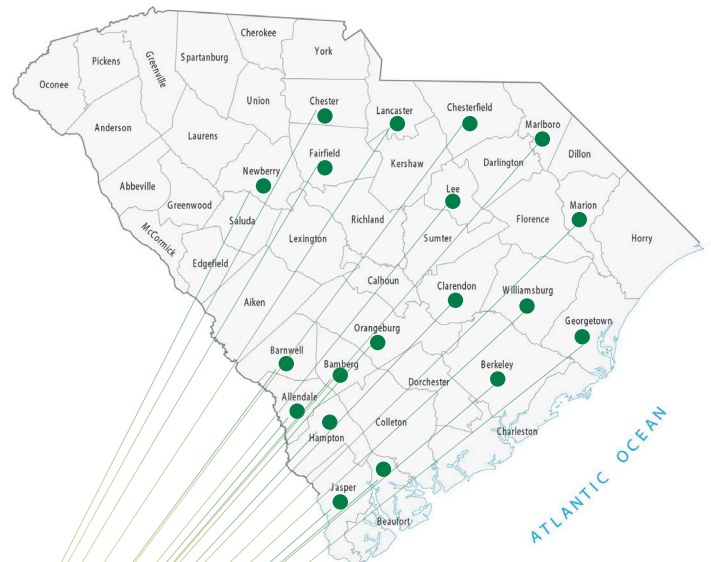 Cherokee
York
Pickens
Greenville
Spartanburg
Oconee
Union
Chester
Lancaster
Chesterfield
Marlboro
Anderson
Laurens
Fairfield
Kershaw
Darlington
Dillon
Newberry
Abbeville
Lee
Greenwood
Marion
Saluda
Richland
Florence
McCormick
Lexington
Sumter
Horry
Edgefield
Calhoun
Clarendon
Williamsburg
Aiken
Orangeburg
Georgetown
Barnwell
Bamberg
Berkeley
Dorchester
Allendale
Colleton
Charleston
Hampton
ATLANTIC OCEAN
Jasper
Beaufort